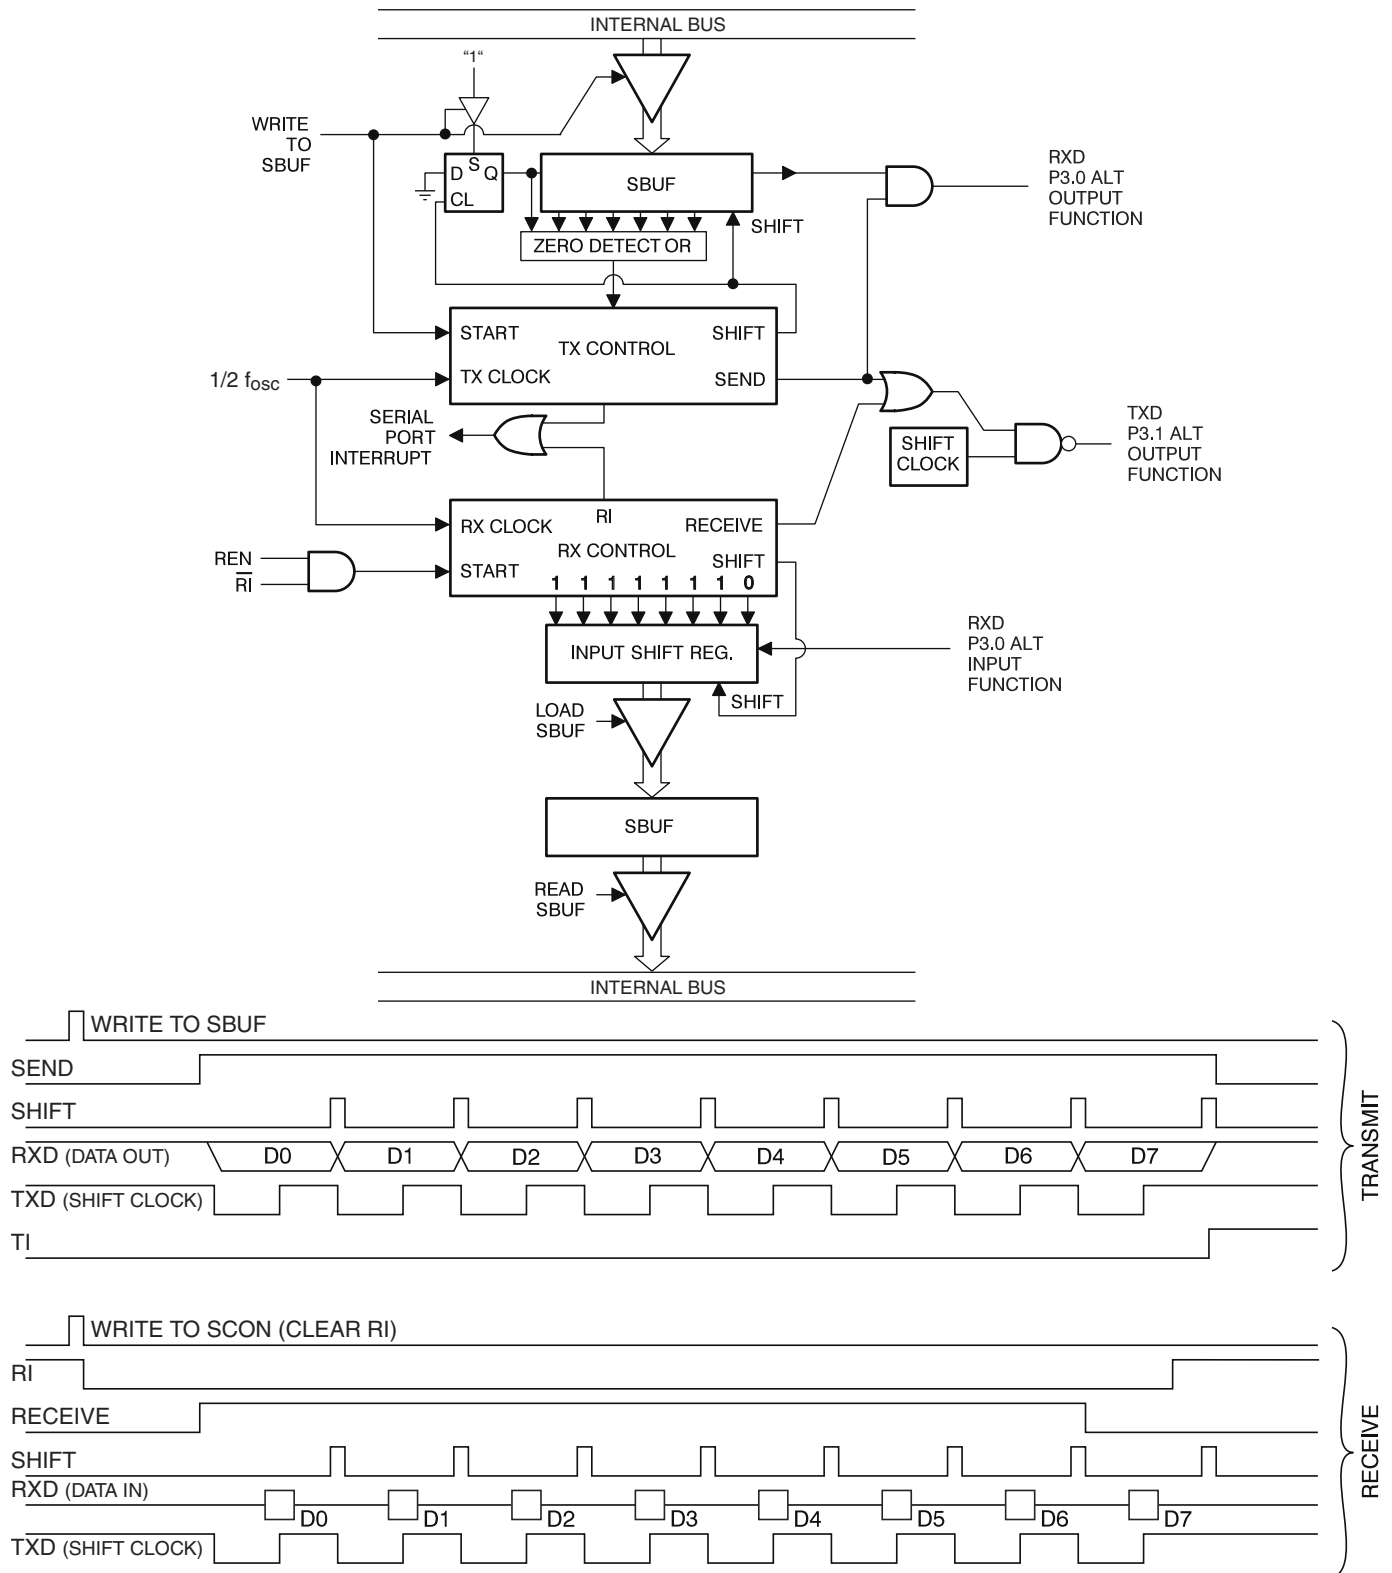 INTERNAL BUS
“1“
WRITE
TO
SBUF
D S Q
CL
SBUF
SHIFT
ZERO DETECT OR
RXD
P3.0 ALT
OUTPUT
FUNCTION
START
SHIFT
TX CONTROL
1/2 fOSC
TX CLOCK
SEND
SERIAL
PORT
INTERRUPT
SHIFT
CLOCK
TXD
P3.1 ALT
OUTPUT
FUNCTION
RI
RX CLOCK
RECEIVE
RX CONTROL
SHIFT
REN
RI
START
1 1 1 1 1 1 1 0
INPUT SHIFT REG.
RXD
P3.0 ALT
INPUT
FUNCTION
SHIFT
LOAD
SBUF
SBUF
READ
SBUF
INTERNAL BUS
WRITE TO SBUF
SEND
SHIFT
RXD (DATA OUT) D0 D1 D2 D3 D4 D5 D6 D7
TXD (SHIFT CLOCK)
TI
TRANSMIT
WRITE TO SCON (CLEAR RI)
RI
RECEIVE
SHIFT
RXD (DATA IN) D0 D1 D2 D3 D4 D5 D6 D7
TXD (SHIFT CLOCK)
RECEIVE